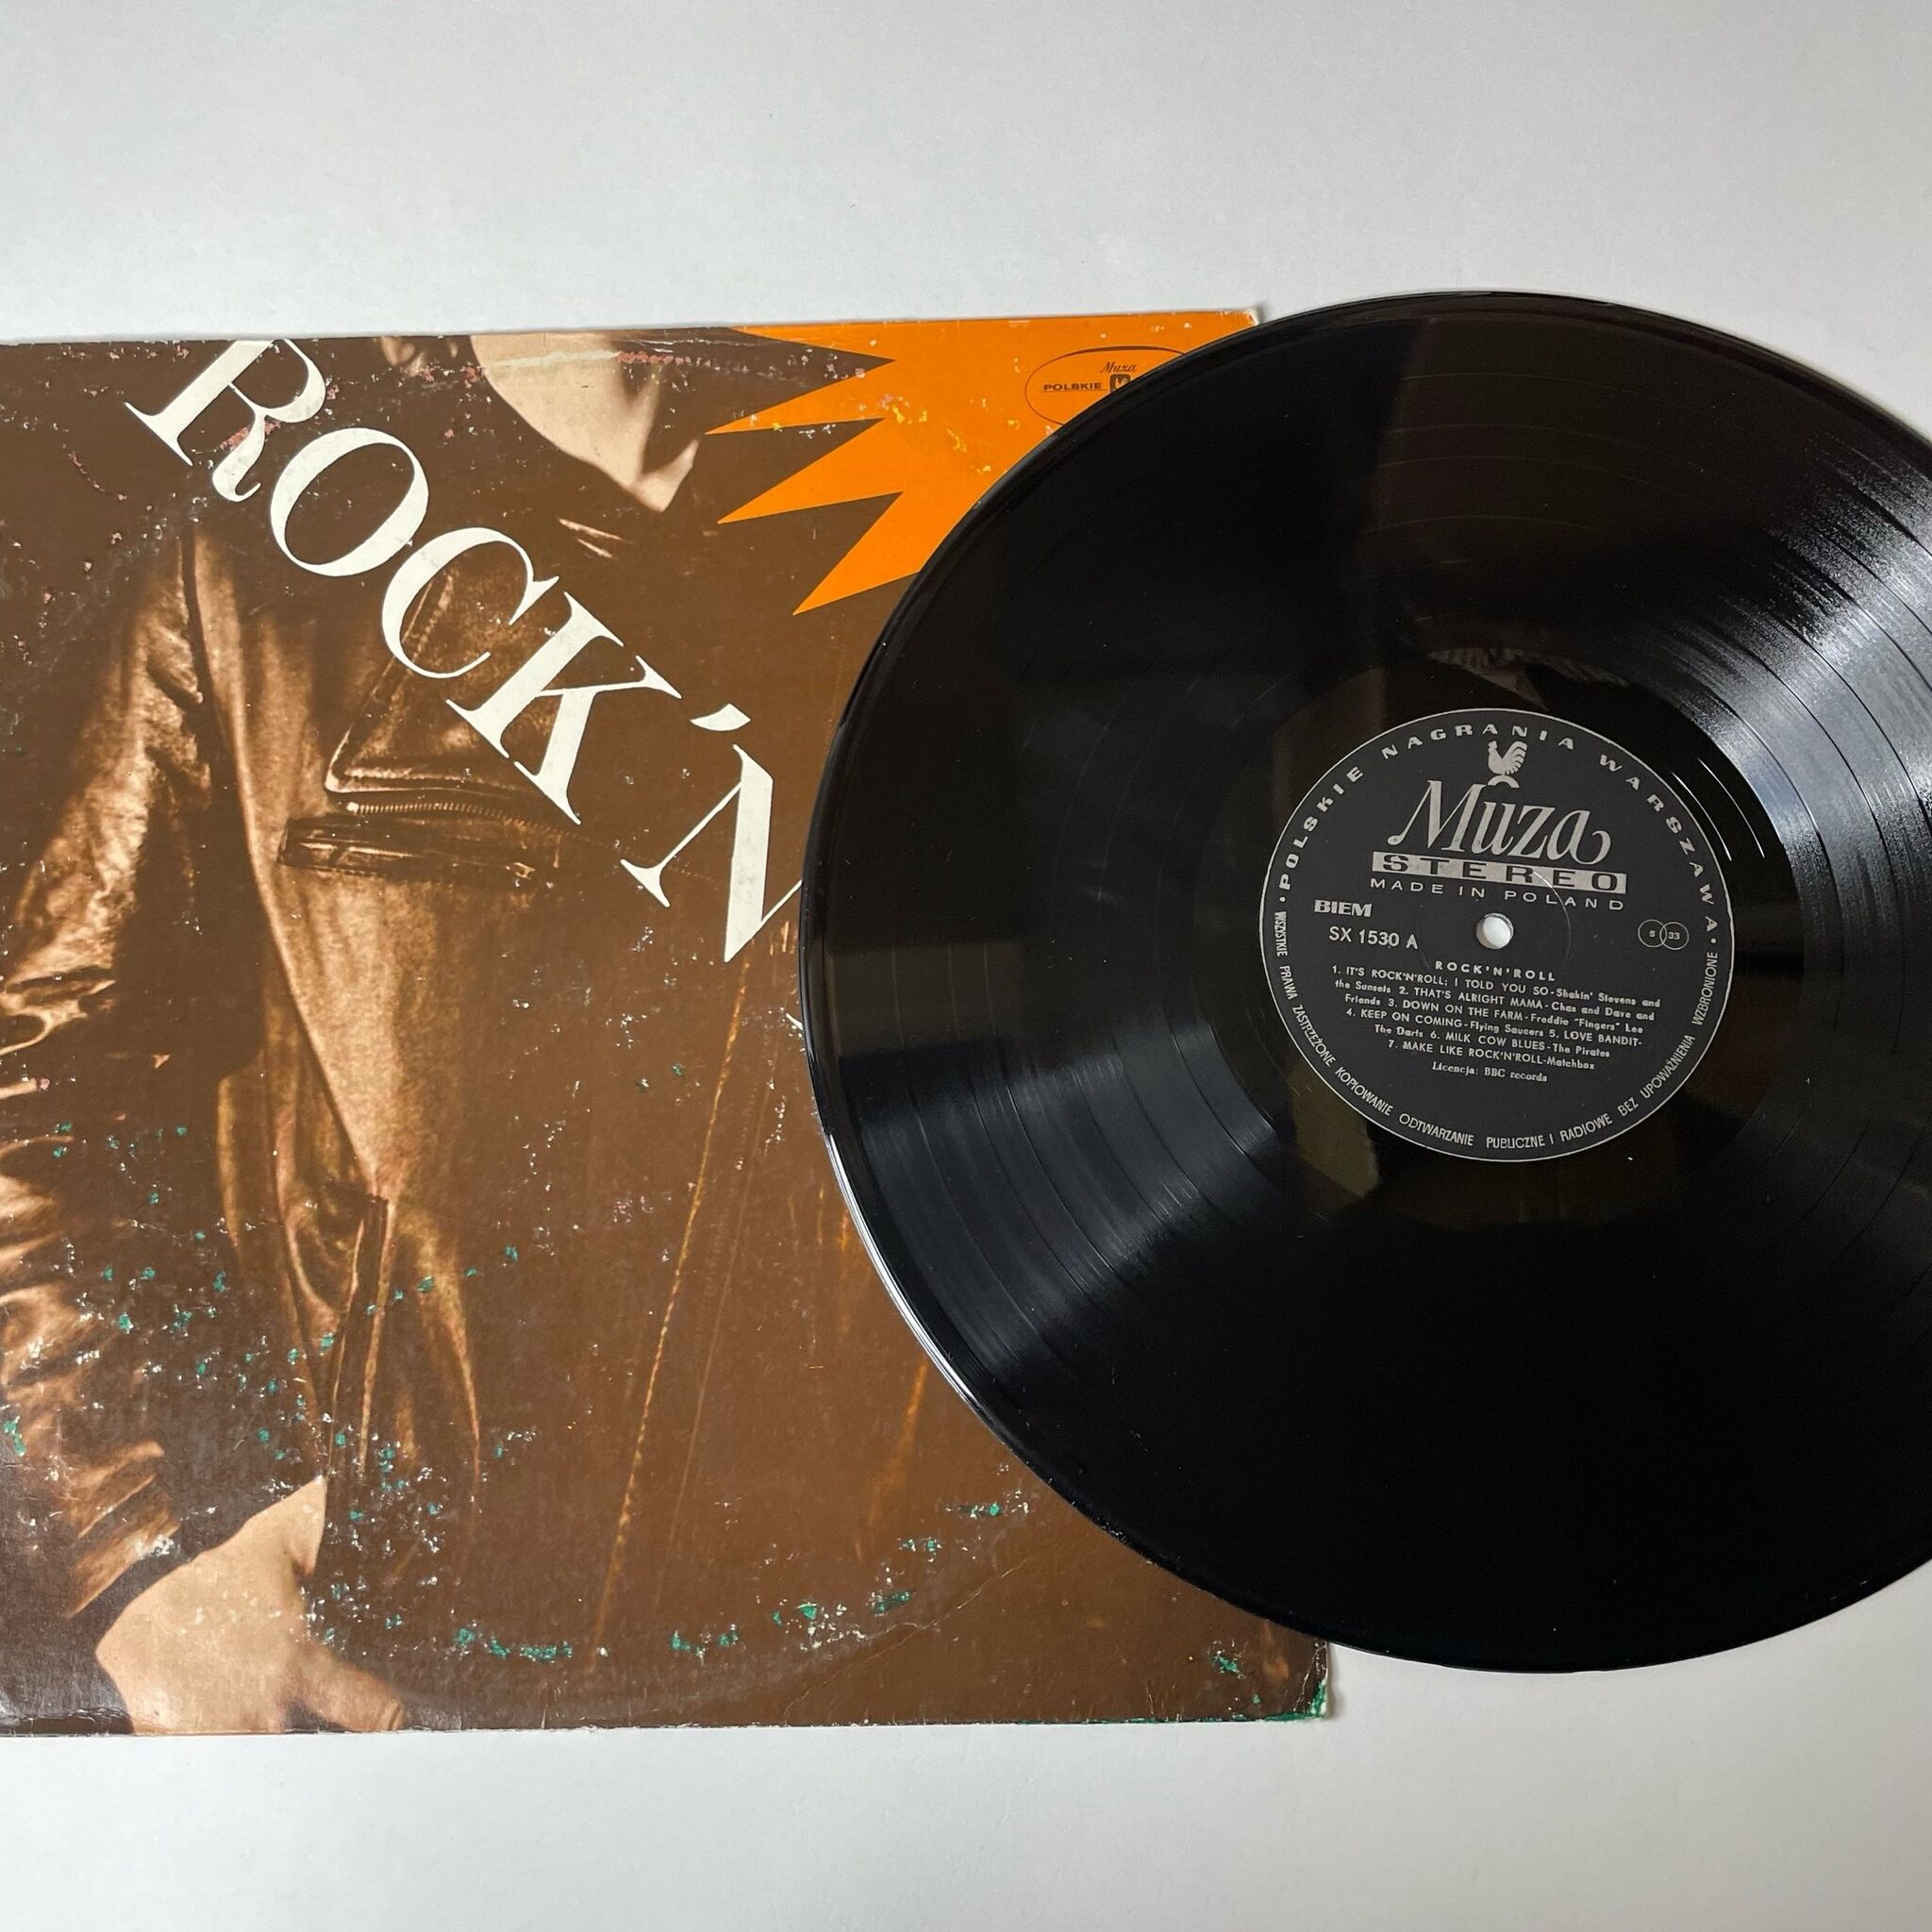 ROCK'N
Muza
POLSKIE
POLSKIE NAGRANIA WARSZAWA
Muza
STEREO
MADE IN POLAND
BIEM
SX 1530 A
S 33
ROCK'N'ROLL
1. IT'S ROCK'N'ROLL; I TOLD YOU SO-Shakin' Stevens and
the Sunsets 2. THAT'S ALRIGHT MAMA-Chas and Dave and
Friends 3. DOWN ON THE FARM-Freddie "Fingers" Lee
4. KEEP ON COMING-Flying Saucers 5. LOVE BANDIT-
The Darts 6. MILK COW BLUES-The Pirates
7. MAKE LIKE ROCK'N'ROLL-Matchbox
Licencja: BBC records
• WSZYSTKIE PRAWA ZASTRZEŻONE KOPIOWANIE ODTWARZANIE PUBLICZNE I RADIOWE BEZ UPOWAŻNIENIA WZBRONIONE •